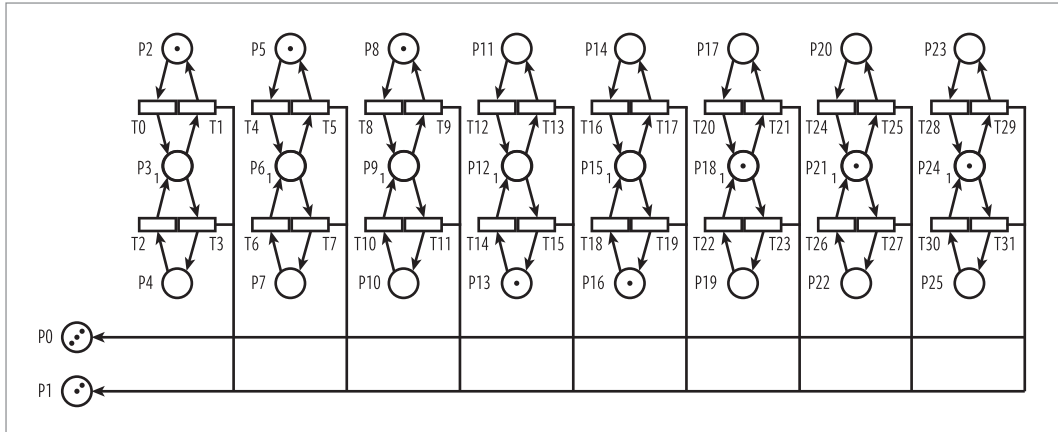 P2 P5 P8 P11 P14 P17 P20 P23
T0 T1 T4 T5 T8 T9 T12 T13 T16 T17 T20 T21 T24 T25 T28 T29
P3 1 P6 1 P9 1 P12 1 P15 1 P18 1 P21 1 P24 1
T2 T3 T6 T7 T10 T11 T14 T15 T18 T19 T22 T23 T26 T27 T30 T31
P4 P7 P10 P13 P16 P19 P22 P25
P0
P1